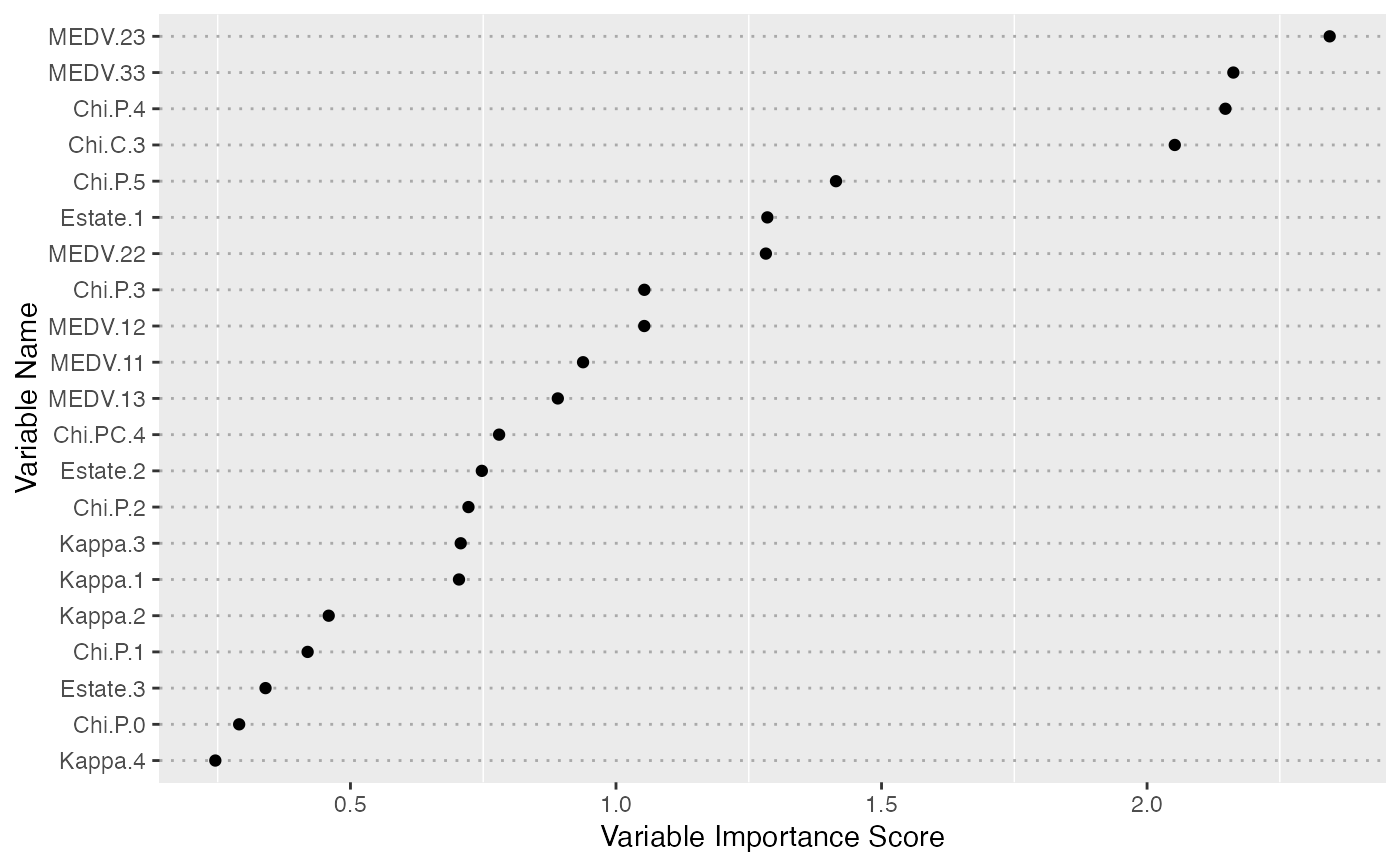 MEDV.23
MEDV.33
Chi.P.4
Chi.C.3
Chi.P.5
Estate.1
MEDV.22
Chi.P.3
MEDV.12
MEDV.11
MEDV.13
Chi.PC.4
Estate.2
Chi.P.2
Kappa.3
Kappa.1
Kappa.2
Chi.P.1
Estate.3
Chi.P.0
Kappa.4
Variable Name
0.5 1.0 1.5 2.0
Variable Importance Score